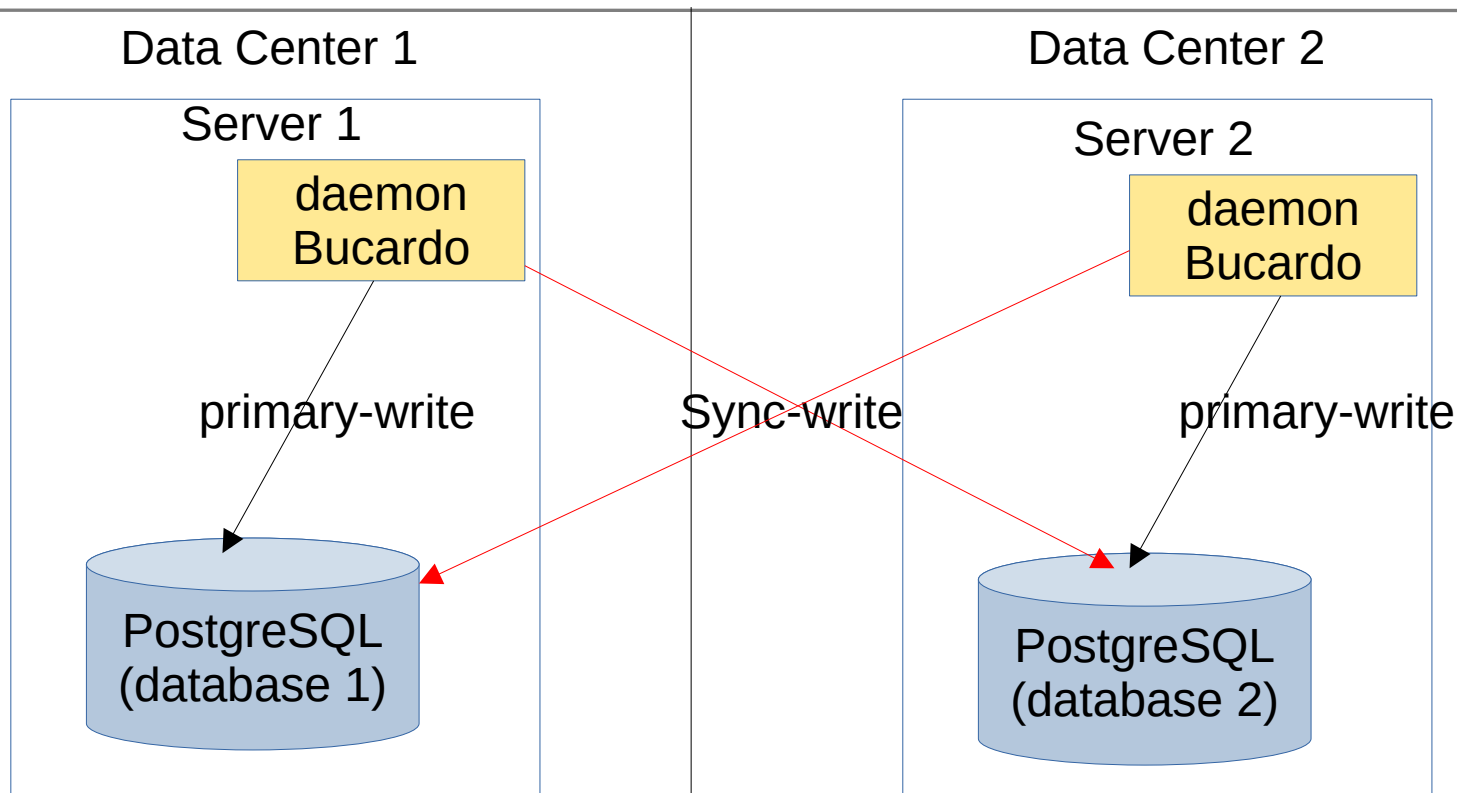 Data Center 1
Data Center 2
Server 1
Server 2
daemon
Bucardo
daemon
Bucardo
primary-write
Sync-write
primary-write
PostgreSQL
(database 1)
PostgreSQL
(database 2)